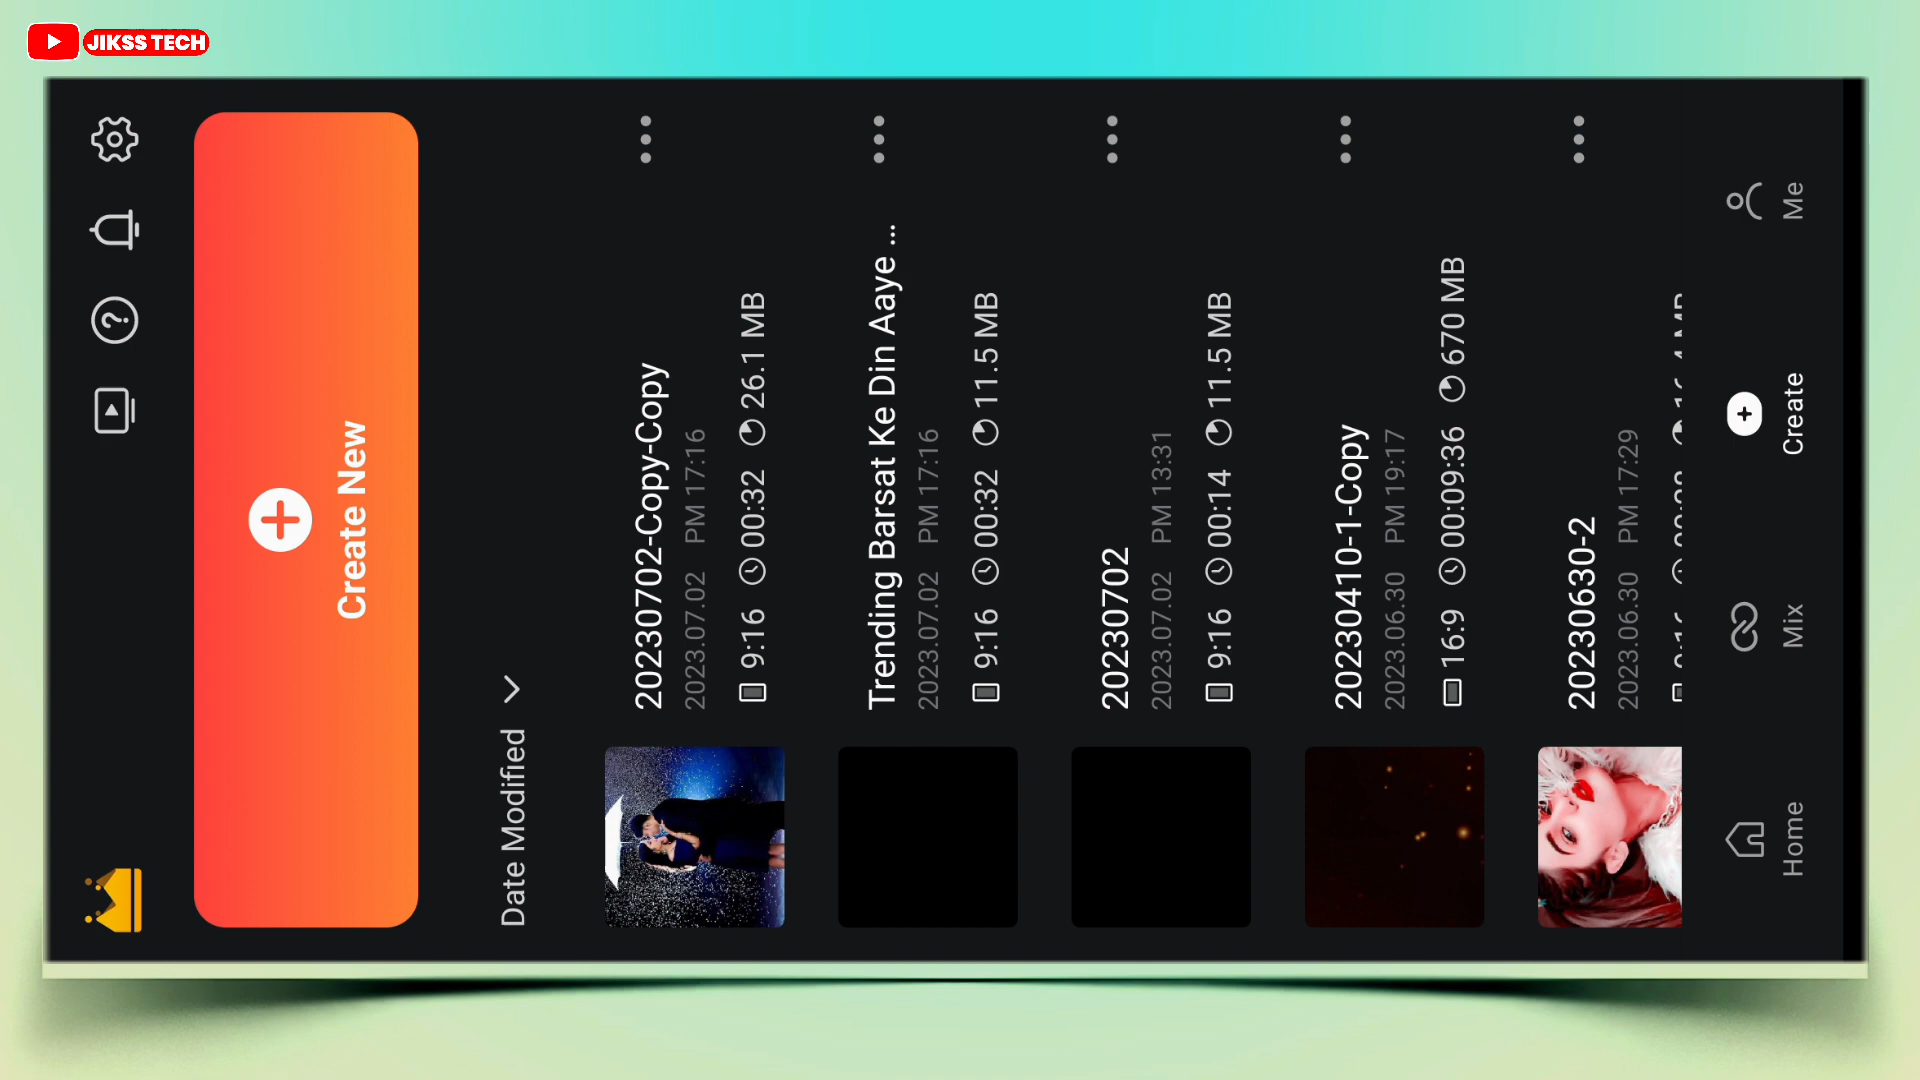 JIKSS TECH
Create New
Date Modified
20230702-Copy-Copy
2023.07.02 PM 17:16
9:16 00:32 26.1 MB
Trending Barsat Ke Din Aaye ...
2023.07.02 PM 17:16
9:16 00:32 11.5 MB
20230702
2023.07.02 PM 13:31
9:16 00:14 11.5 MB
20230410-1-Copy
2023.06.30 PM 19:17
16:9 00:09:36 670 MB
20230630-2
2023.06.30 PM 17:29
Home
Mix
Create
Me